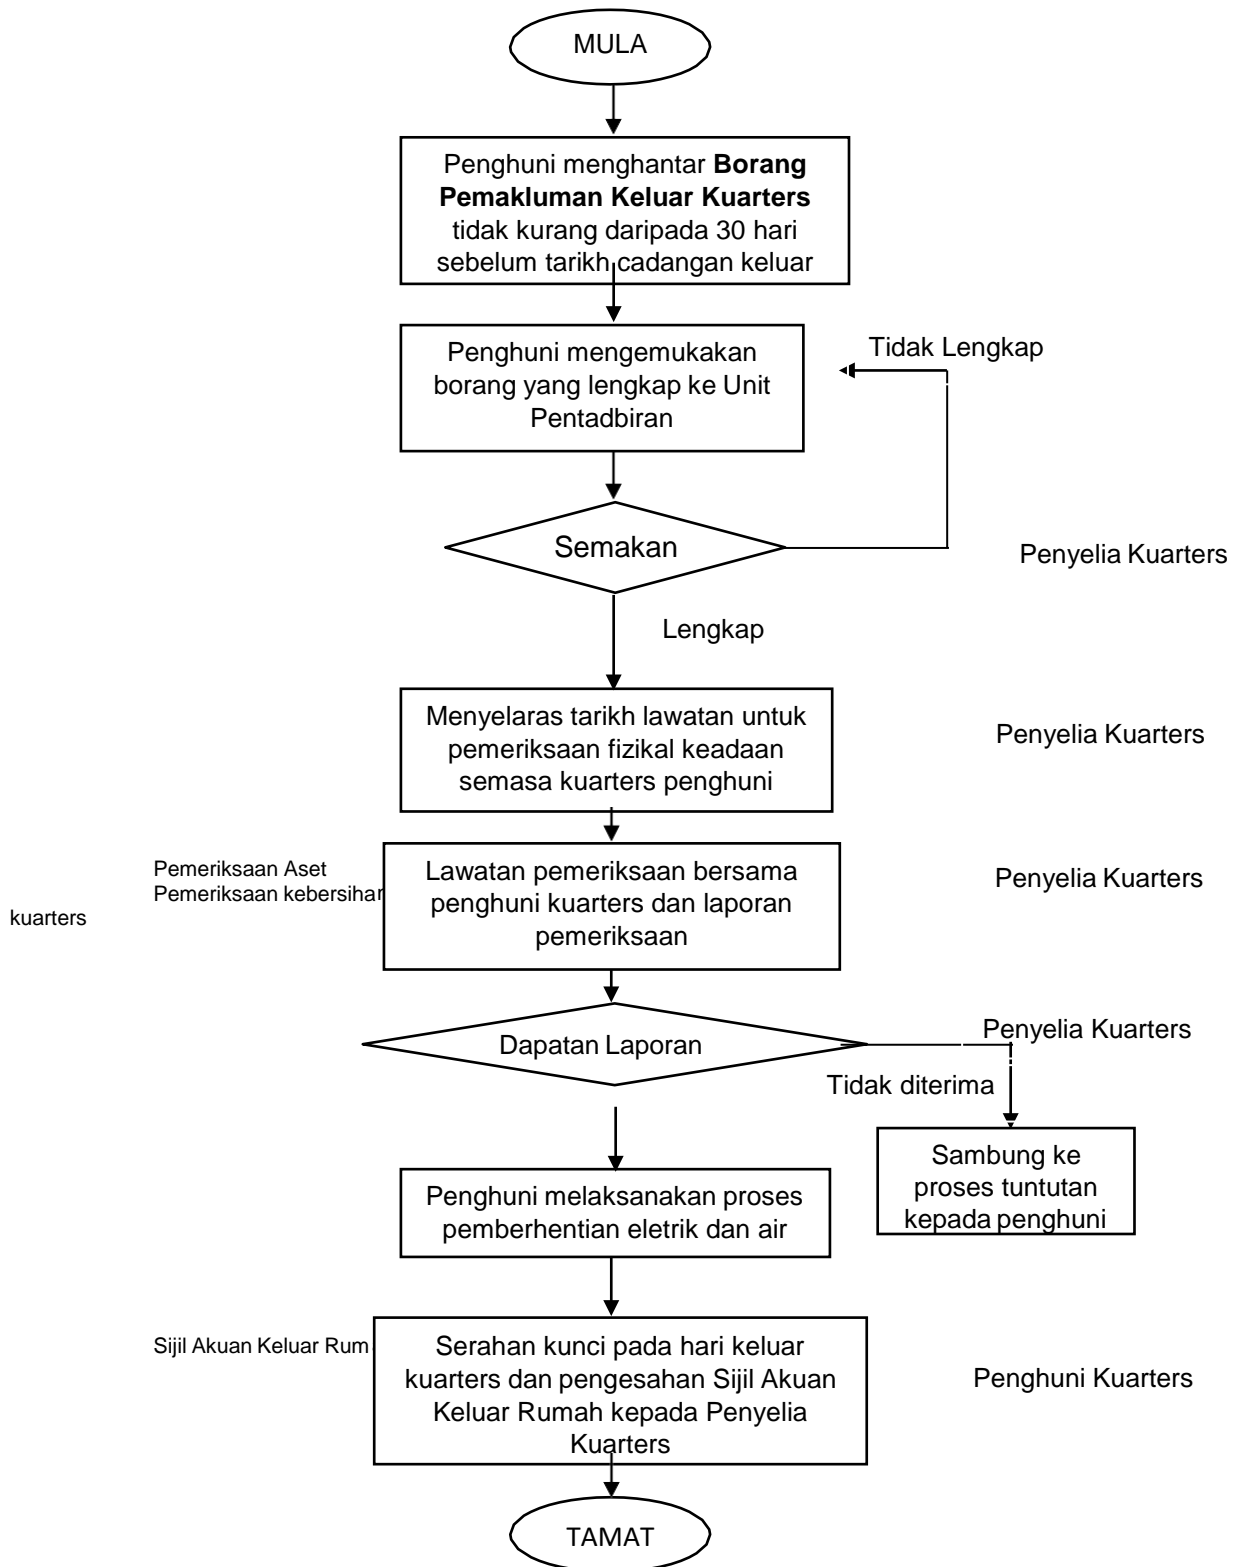 MULA
Penghuni menghantar Borang
Pemakluman Keluar Kuarters
tidak kurang daripada 30 hari
sebelum tarikh cadangan keluar
Penghuni mengemukakan
borang yang lengkap ke Unit
Pentadbiran
Tidak Lengkap
Semakan
Penyelia Kuarters
Lengkap
Menyelaras tarikh lawatan untuk
pemeriksaan fizikal keadaan
semasa kuarters penghuni
Penyelia Kuarters
Pemeriksaan Aset
Pemeriksaan kebersihan
kuarters
Lawatan pemeriksaan bersama
penghuni kuarters dan laporan
pemeriksaan
Penyelia Kuarters
Dapatan Laporan
Penyelia Kuarters
Tidak diterima
Sambung ke
proses tuntutan
kepada penghuni
Penghuni melaksanakan proses
pemberhentian eletrik dan air
Sijil Akuan Keluar Rum
Serahan kunci pada hari keluar
kuarters dan pengesahan Sijil Akuan
Keluar Rumah kepada Penyelia
Kuarters
Penghuni Kuarters
TAMAT